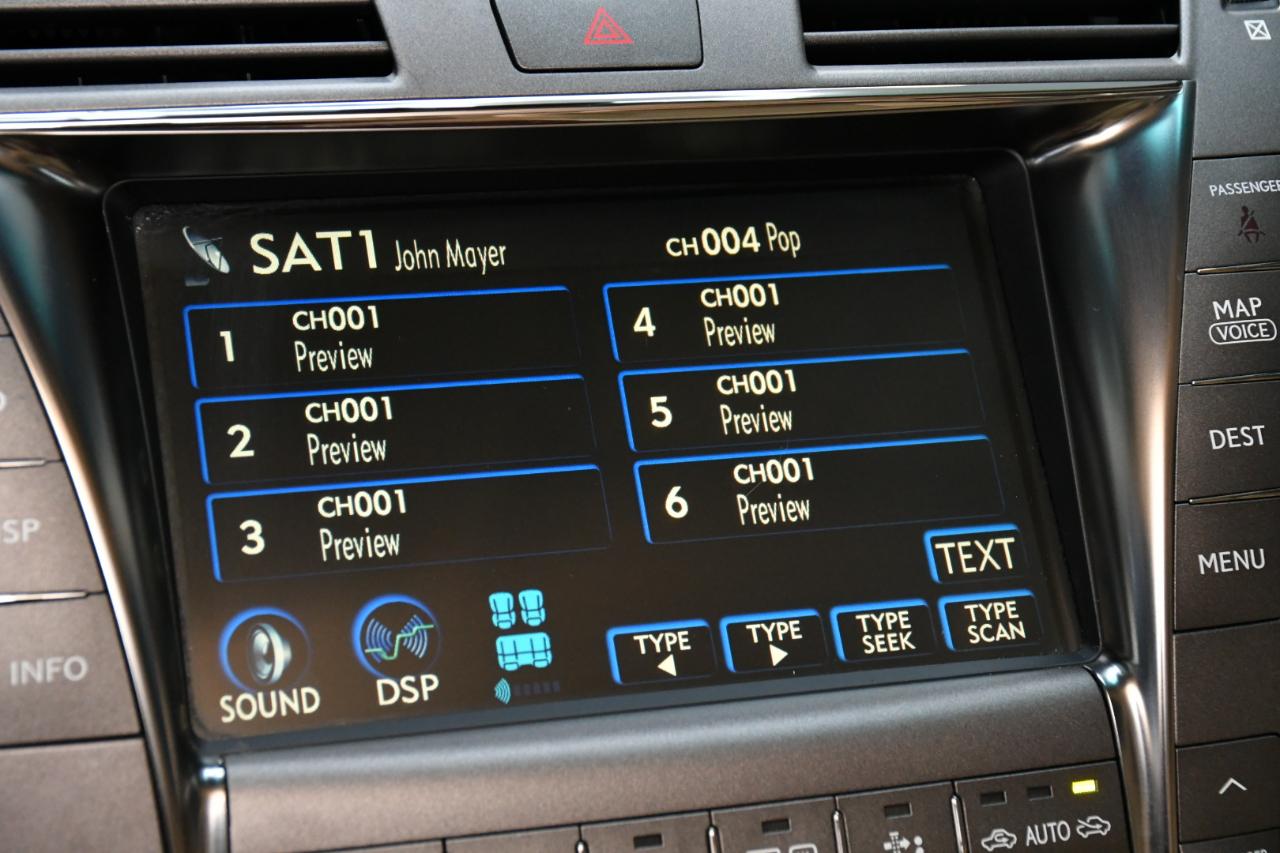 SAT1 John Mayer CH004 Pop
1 CH001
Preview
2 CH001
Preview
3 CH001
Preview
4 CH001
Preview
5 CH001
Preview
6 CH001
Preview
TEXT
SOUND
DSP
TYPE
TYPE
TYPE
SEEK
TYPE
SCAN
INFO
PASSENGER
MAP
VOICE
DEST
MENU
AUTO